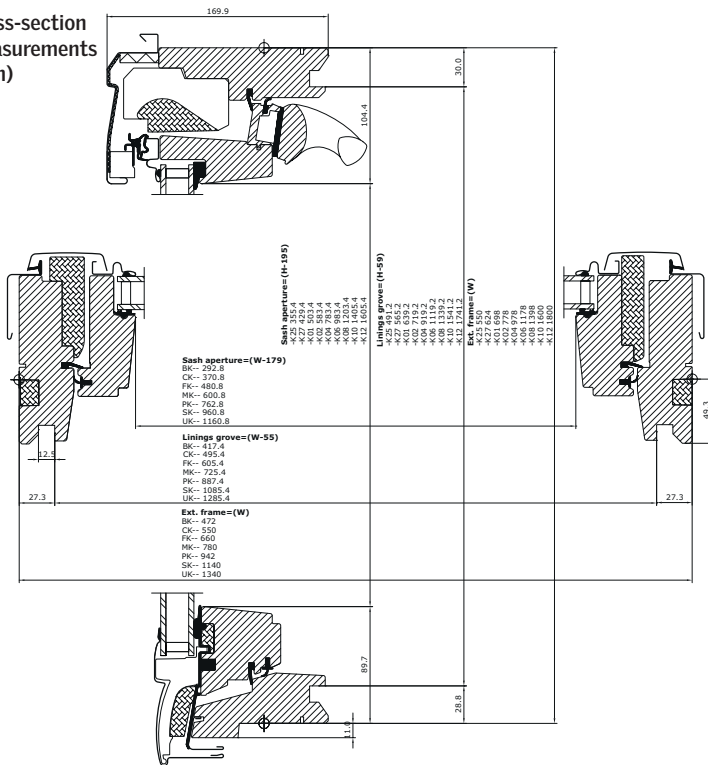 ss-section
asurements
)
169.9
30.0
104.4
Sash aperture=(H-195)
-K25 355.4
-K27 429.4
-K01 503.4
-K02 583.4
-K04 783.4
-K06 983.4
-K08 1203.4
-K10 1405.4
-K12 1605.4
Linings grove=(H-59)
-K25 491.2
-K27 565.2
-K01 639.2
-K02 719.2
-K04 919.2
-K06 1119.2
-K08 1339.2
-K10 1541.2
-K12 1741.2
Ext. frame=(W)
-K25 550
-K27 624
-K01 698
-K02 778
-K04 978
-K06 1178
-K08 1398
-K10 1600
-K12 1800
Sash aperture=(W-179)
BK-- 292.8
CK-- 370.8
FK-- 480.8
MK-- 600.8
PK-- 762.8
SK-- 960.8
UK-- 1160.8
49.3
Linings grove=(W-55)
BK-- 417.4
CK-- 495.4
FK-- 605.4
MK-- 725.4
PK-- 887.4
SK-- 1085.4
UK-- 1285.4
12.5
27.3
27.3
Ext. frame=(W)
BK-- 472
CK-- 550
FK-- 660
MK-- 780
PK-- 942
SK-- 1140
UK-- 1340
89.7
28.8
11.0